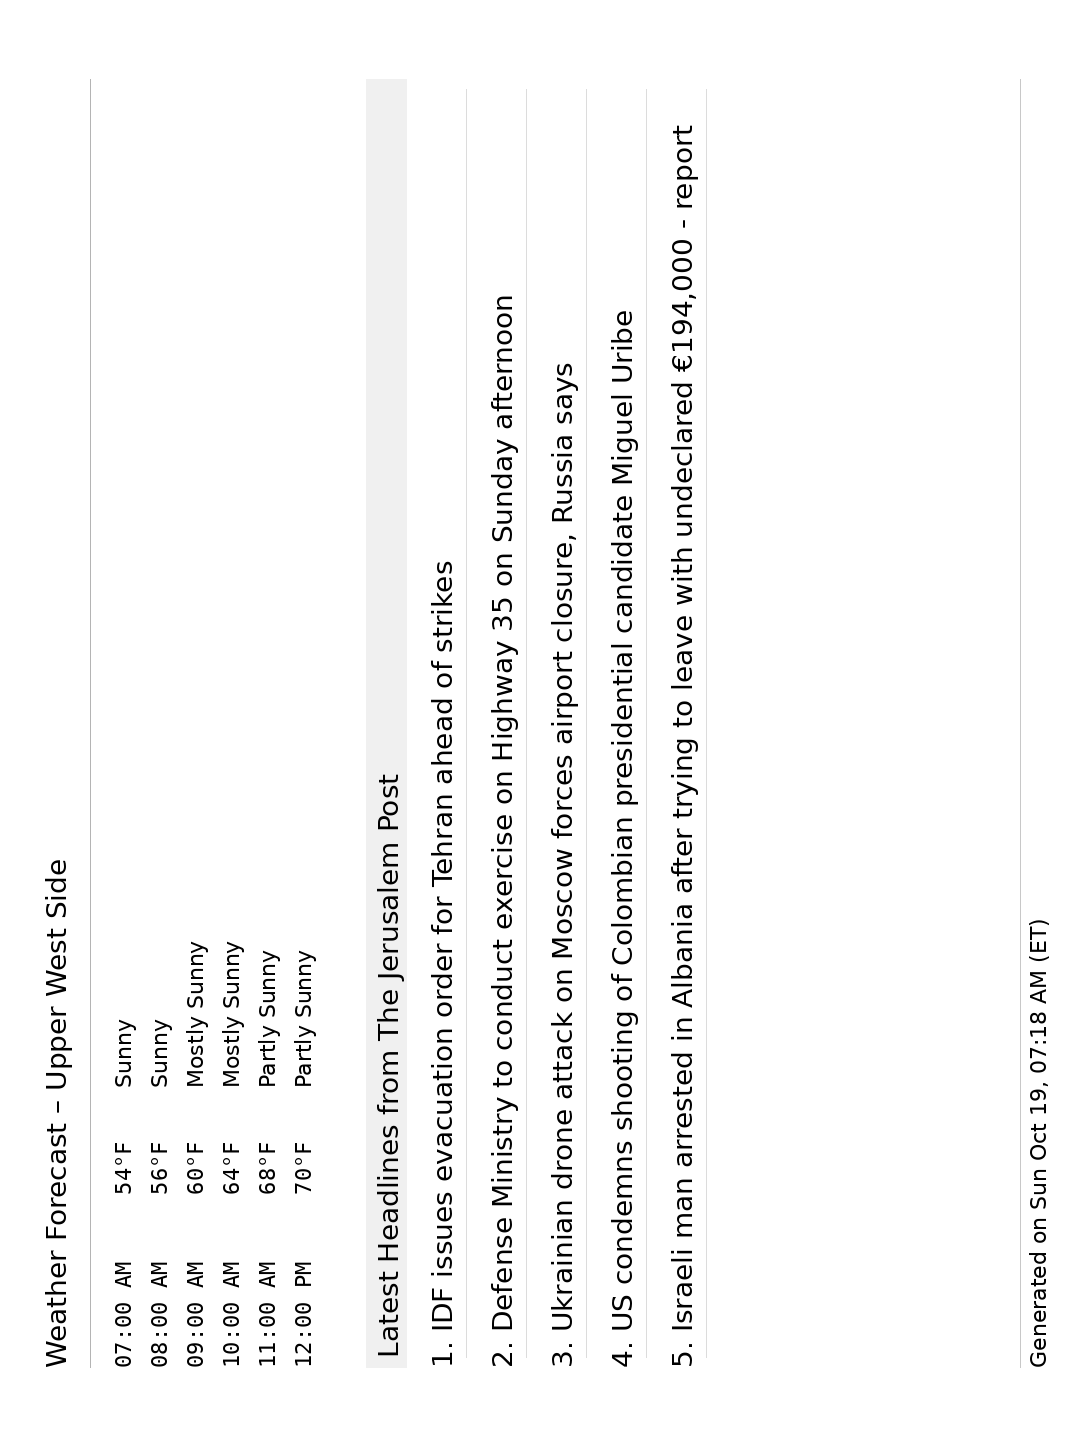 Weather Forecast – Upper West Side
07:00 AM 54°F Sunny
08:00 AM 56°F Sunny
09:00 AM 60°F Mostly Sunny
10:00 AM 64°F Mostly Sunny
11:00 AM 68°F Partly Sunny
12:00 PM 70°F Partly Sunny
Latest Headlines from The Jerusalem Post
1. IDF issues evacuation order for Tehran ahead of strikes
2. Defense Ministry to conduct exercise on Highway 35 on Sunday afternoon
3. Ukrainian drone attack on Moscow forces airport closure, Russia says
4. US condemns shooting of Colombian presidential candidate Miguel Uribe
5. Israeli man arrested in Albania after trying to leave with undeclared €194,000 - report
Generated on Sun Oct 19, 07:18 AM (ET)